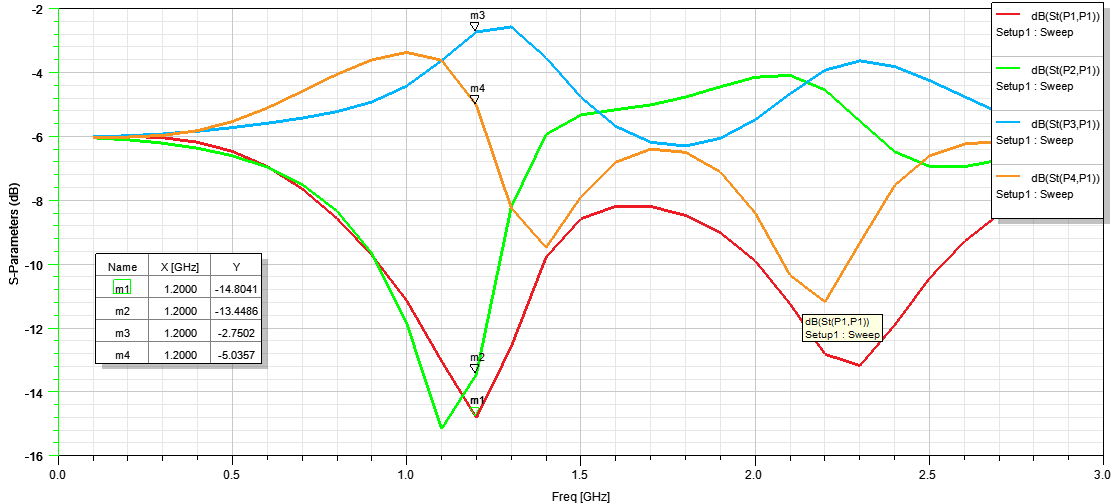 -2
-4
-6
-8
-10
-12
-14
-16
S-Parameters (dB)
m3
m4
m2
m1
dB(St(P1,P1))
Setup1 : Sweep
dB(St(P2,P1))
Setup1 : Sweep
dB(St(P3,P1))
Setup1 : Sweep
dB(St(P4,P1))
Setup1 : Sweep
Name X [GHz] Y
m1 1.2000 -14.8041
m2 1.2000 -13.4486
m3 1.2000 -2.7502
m4 1.2000 -5.0357
dB(St(P1,P1))
Setup1 : Sweep
0.0 0.5 1.0 1.5 2.0 2.5 3.0
Freq [GHz]